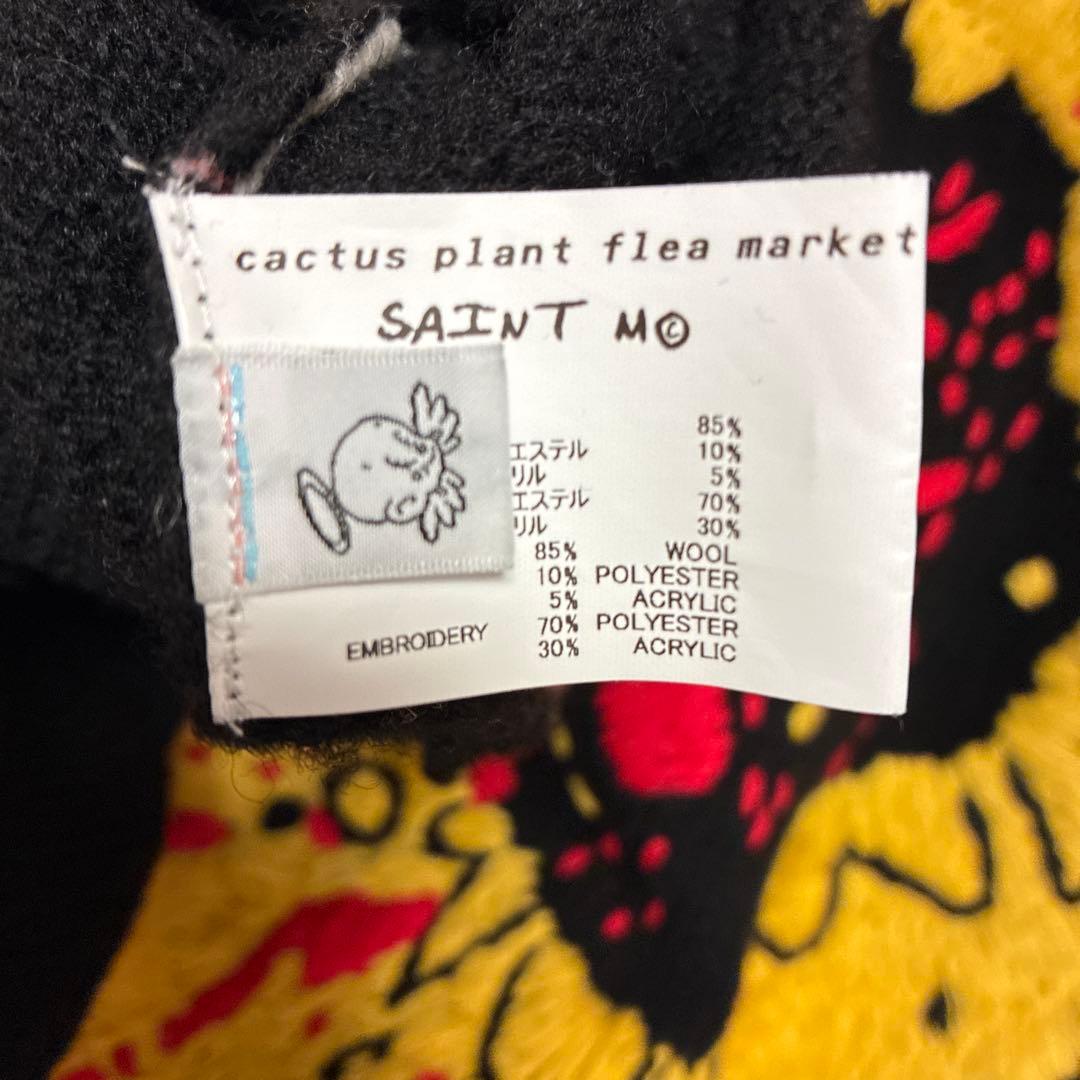 cactus plant flea market
SAINT M©
85%
エステル 10%
リル 5%
エステル 70%
リル 30%
85% WOOL
10% POLYESTER
5% ACRYLIC
EMBROIDERY 70% POLYESTER
30% ACRYLIC